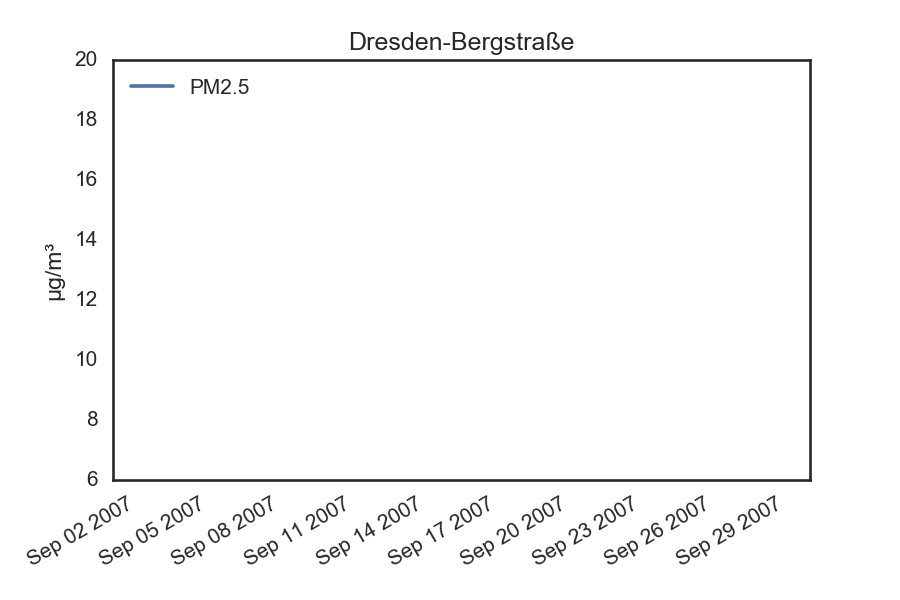 Dresden-Bergstraße
20
PM2.5
18
16
14
µg/m³
12
10
8
6
Sep 02 2007
Sep 05 2007
Sep 08 2007
Sep 11 2007
Sep 14 2007
Sep 17 2007
Sep 20 2007
Sep 23 2007
Sep 26 2007
Sep 29 2007